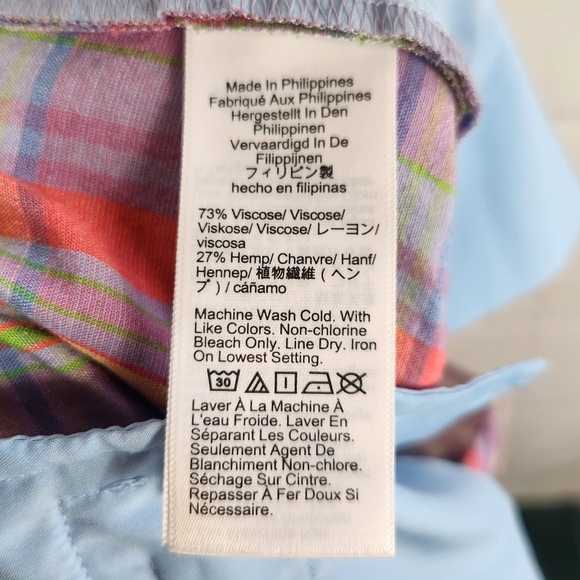 Made In Philippines
Fabriqué Aux Philippines
Hergestellt In Den
Philippinen
Vervaardigd In De
Filippijnen
フィリピン製
hecho en filipinas
73% Viscose/ Viscose/
Viskose/ Viscose/ レーヨン/
viscosa
27% Hemp/ Chanvre/ Hanf/
Hennep/ 植物繊維（ヘン
プ）/ cáñamo
Machine Wash Cold. With
Like Colors. Non-chlorine
Bleach Only. Line Dry. Iron
On Lowest Setting.
30
Laver À La Machine À
L'eau Froide. Laver En
Séparant Les Couleurs.
Seulement Agent De
Blanchiment Non-chlore.
Séchage Sur Cintre.
Repasser À Fer Doux Si
Nécessaire.